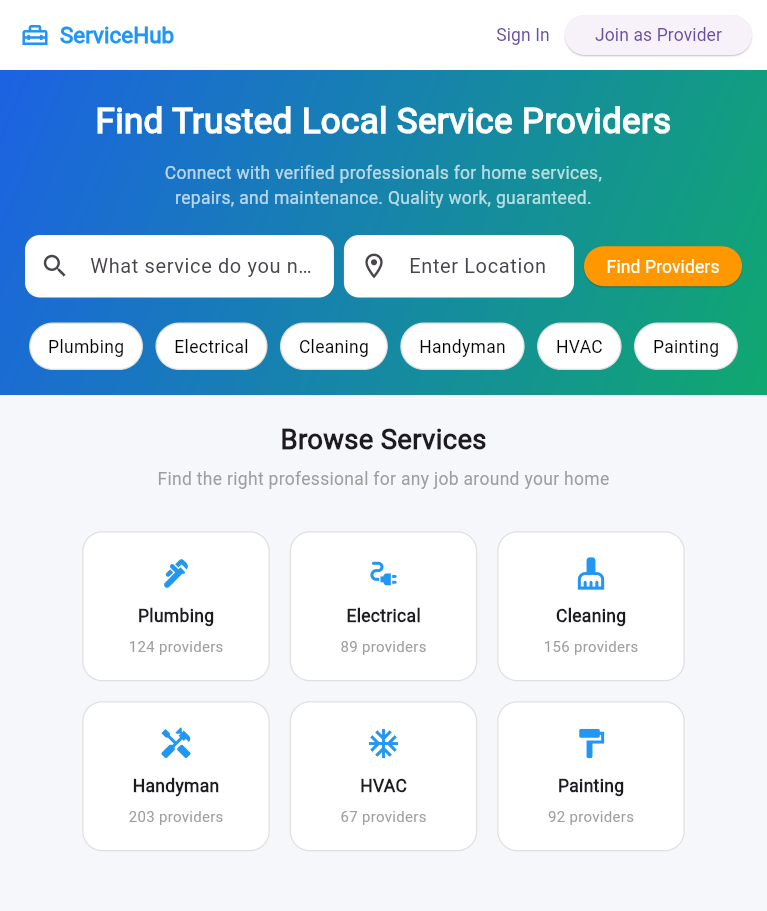 ServiceHub
Sign In
Join as Provider
Find Trusted Local Service Providers
Connect with verified professionals for home services,
repairs, and maintenance. Quality work, guaranteed.
What service do you n…
Enter Location
Find Providers
Plumbing
Electrical
Cleaning
Handyman
HVAC
Painting
Browse Services
Find the right professional for any job around your home
Plumbing
124 providers
Electrical
89 providers
Cleaning
156 providers
Handyman
203 providers
HVAC
67 providers
Painting
92 providers